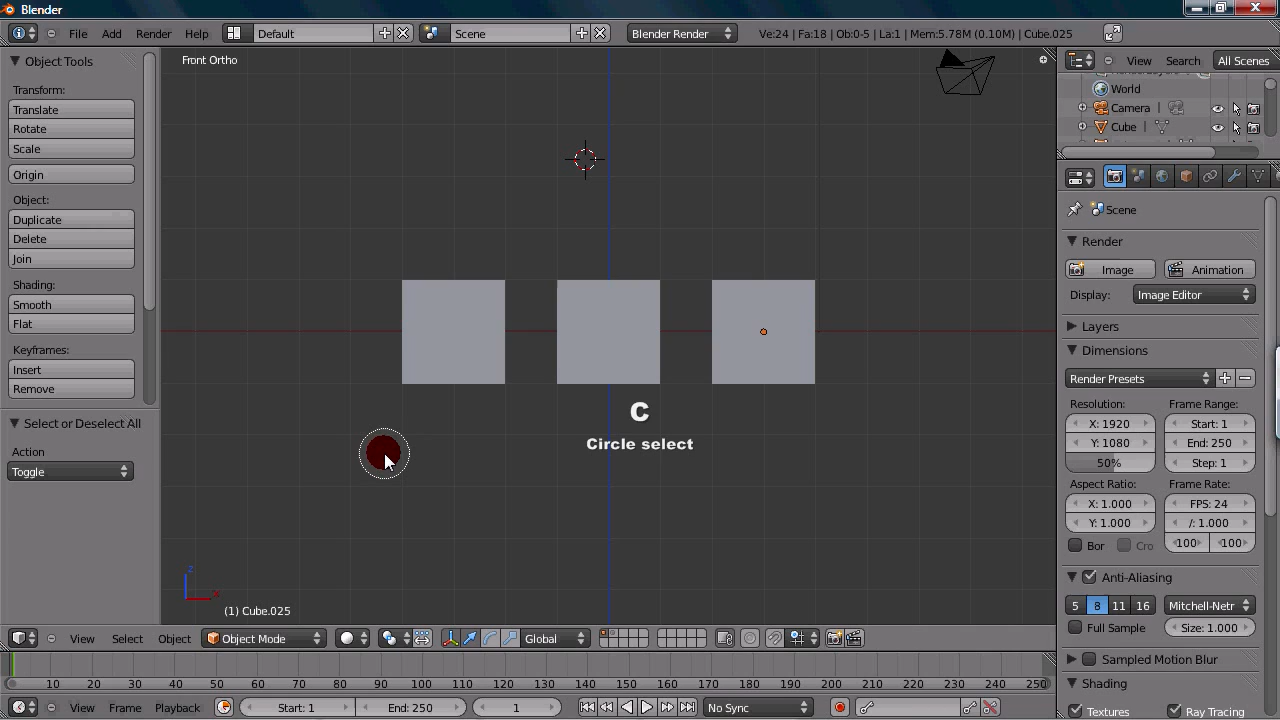 Blender
File Add Render Help Default Scene Blender Render Ve:24 | Fa:18 | Ob:0-5 | La:1 | Mem:5.78M (0.10M) | Cube.025
Object Tools
Transform:
Translate
Rotate
Scale
Origin
Object:
Duplicate
Delete
Join
Shading:
Smooth
Flat
Keyframes:
Insert
Remove
Select or Deselect All
Action
Toggle
Front Ortho
C
Circle select
Z
X
(1) Cube.025
View Select Object Object Mode Global
10 20 30 40 50 60 70 80 90 100 110 120 130 140 150 160 170 180 190 200 210 220 230 240 250
View Frame Playback Start: 1 End: 250 1 No Sync
View Search All Scenes
World
Camera
Cube
Scene
Render
Image Animation
Display: Image Editor
Layers
Dimensions
Render Presets
Resolution: Frame Range:
X: 1920 Start: 1
Y: 1080 End: 250
50% Step: 1
Aspect Ratio: Frame Rate:
X: 1.000 FPS: 24
Y: 1.000 /: 1.000
Bor Cro 100 100
Anti-Aliasing
5 8 11 16 Mitchell-Netr
Full Sample Size: 1.000
Sampled Motion Blur
Shading
Textures Ray Tracing